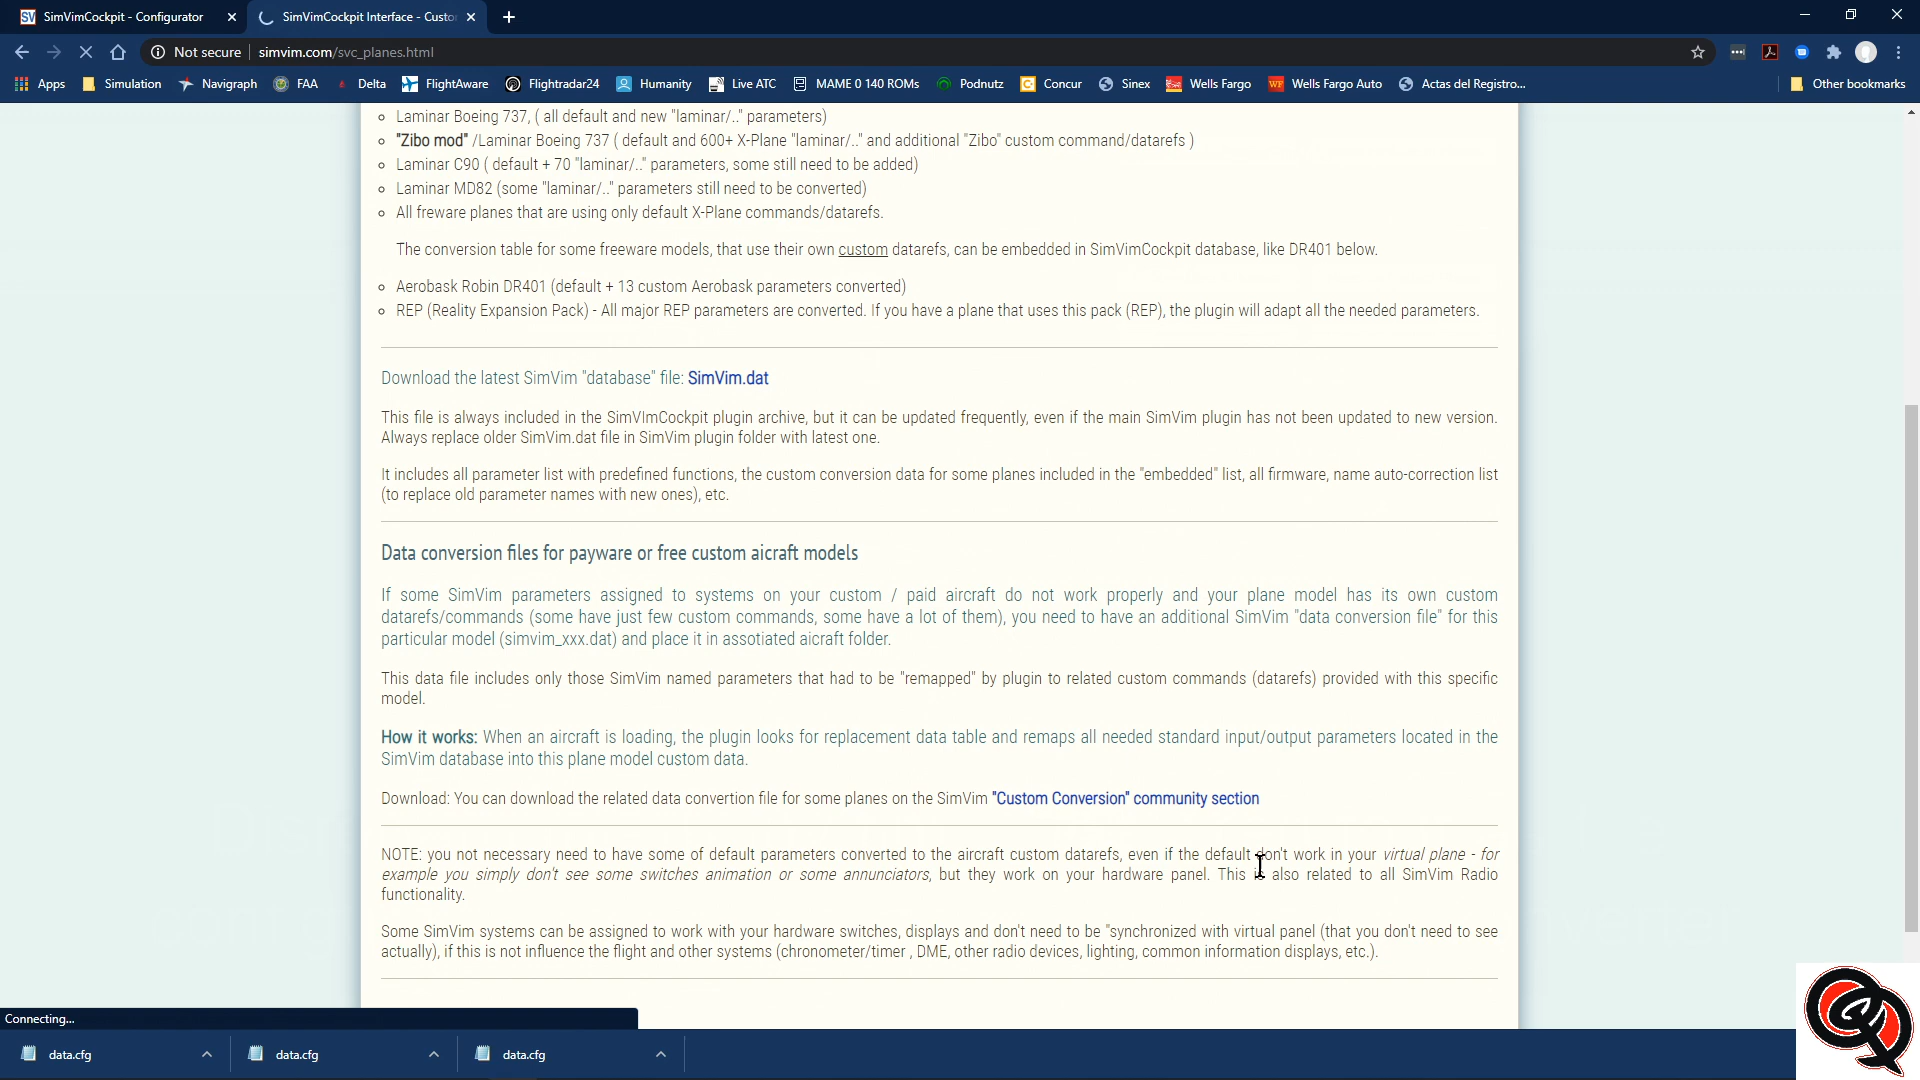 SimVimCockpit - Configurator
SimVimCockpit Interface - Custo
Not secure simvim.com/svc_planes.html
Apps Simulation Navigraph FAA Delta FlightAware Flightradar24 Humanity Live ATC MAME 0 140 ROMs Podnutz Concur Sinex Wells Fargo Wells Fargo Auto Actas del Registro... Other bookmarks
Laminar Boeing 737, ( all default and new "laminar/.." parameters)
"Zibo mod" /Laminar Boeing 737 ( default and 600+ X-Plane "laminar/.." and additional "Zibo" custom command/datarefs )
Laminar C90 ( default + 70 "laminar/.." parameters, some still need to be added)
Laminar MD82 (some "laminar/.." parameters still need to be converted)
All freware planes that are using only default X-Plane commands/datarefs.
The conversion table for some freeware models, that use their own custom datarefs, can be embedded in SimVimCockpit database, like DR401 below.
Aerobask Robin DR401 (default + 13 custom Aerobask parameters converted)
REP (Reality Expansion Pack) - All major REP parameters are converted. If you have a plane that uses this pack (REP), the plugin will adapt all the needed parameters.
Download the latest SimVim "database" file: SimVim.dat
This file is always included in the SimVImCockpit plugin archive, but it can be updated frequently, even if the main SimVim plugin has not been updated to new version.
Always replace older SimVim.dat file in SimVim plugin folder with latest one.
It includes all parameter list with predefined functions, the custom conversion data for some planes included in the "embedded" list, all firmware, name auto-correction list
(to replace old parameter names with new ones), etc.
Data conversion files for payware or free custom aicraft models
If some SimVim parameters assigned to systems on your custom / paid aircraft do not work properly and your plane model has its own custom
datarefs/commands (some have just few custom commands, some have a lot of them), you need to have an additional SimVim "data conversion file" for this
particular model (simvim_xxx.dat) and place it in assotiated aicraft folder.
This data file includes only those SimVim named parameters that had to be "remapped" by plugin to related custom commands (datarefs) provided with this specific
model.
How it works: When an aircraft is loading, the plugin looks for replacement data table and remaps all needed standard input/output parameters located in the
SimVim database into this plane model custom data.
Download: You can download the related data convertion file for some planes on the SimVim "Custom Conversion" community section
NOTE: you not necessary need to have some of default parameters converted to the aircraft custom datarefs, even if the default don't work in your virtual plane - for
example you simply don't see some switches animation or some annunciators, but they work on your hardware panel. This is also related to all SimVim Radio
functionality.
Some SimVim systems can be assigned to work with your hardware switches, displays and don't need to be "synchronized with virtual panel (that you don't need to see
actually), if this is not influence the flight and other systems (chronometer/timer , DME, other radio devices, lighting, common information displays, etc.).
Connecting...
data.cfg data.cfg data.cfg